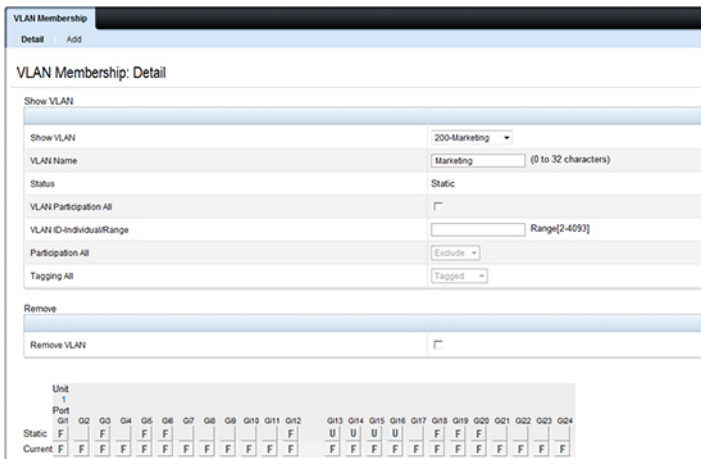 VLAN Membership
Detail Add
VLAN Membership: Detail
Show VLAN
Show VLAN 200-Marketing
VLAN Name Marketing (0 to 32 characters)
Status Static
VLAN Participation All
VLAN ID-Individual/Range Range[2-4093]
Participation All Exclude
Tagging All Tagged
Remove
Remove VLAN
Unit
1
Port
Gi1 Gi2 Gi3 Gi4 Gi5 Gi6 Gi7 Gi8 Gi9 Gi10 Gi11 Gi12 Gi13 Gi14 Gi15 Gi16 Gi17 Gi18 Gi19 Gi20 Gi21 Gi22 Gi23 Gi24
Static F F F F F U U U U F F F
Current F F F F F F F F F F F F F F F F F F F F F F F F